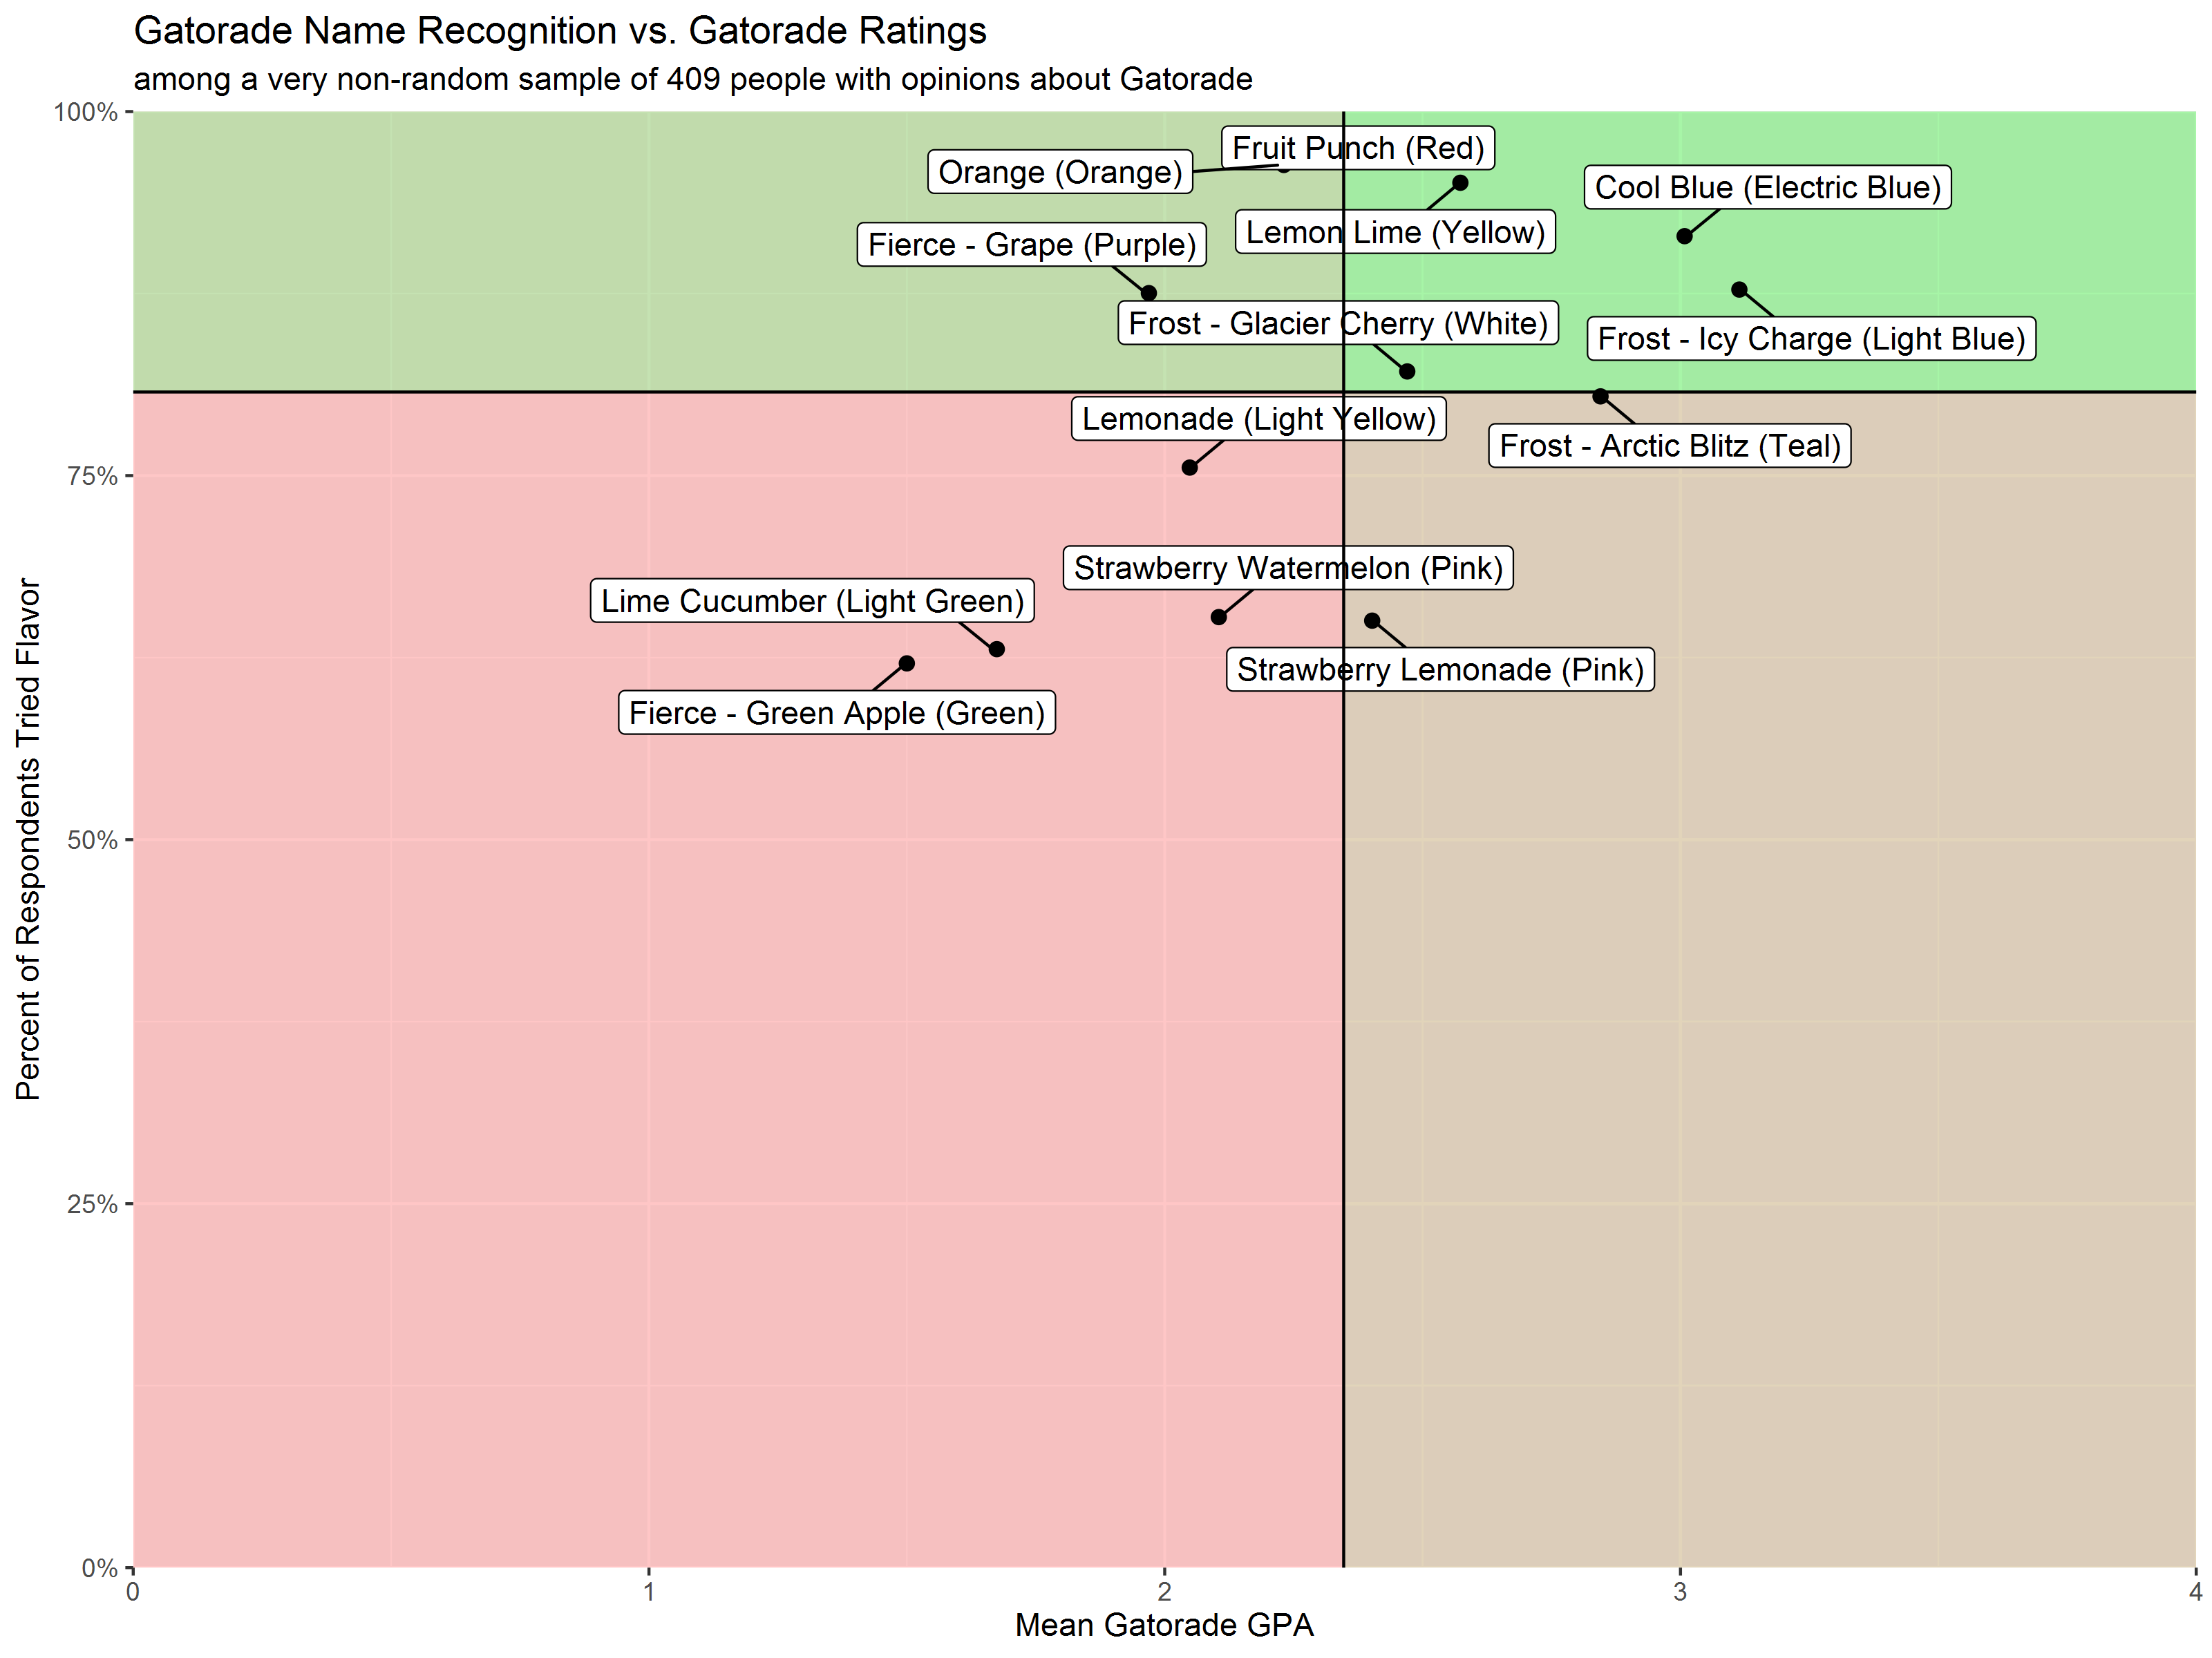 Gatorade Name Recognition vs. Gatorade Ratings
among a very non-random sample of 409 people with opinions about Gatorade
100%
75%
50%
25%
0%
Percent of Respondents Tried Flavor
Fruit Punch (Red)
Orange (Orange)
Cool Blue (Electric Blue)
Lemon Lime (Yellow)
Fierce - Grape (Purple)
Frost - Glacier Cherry (White)
Frost - Icy Charge (Light Blue)
Lemonade (Light Yellow)
Frost - Arctic Blitz (Teal)
Strawberry Watermelon (Pink)
Lime Cucumber (Light Green)
Strawberry Lemonade (Pink)
Fierce - Green Apple (Green)
0
1
2
3
4
Mean Gatorade GPA